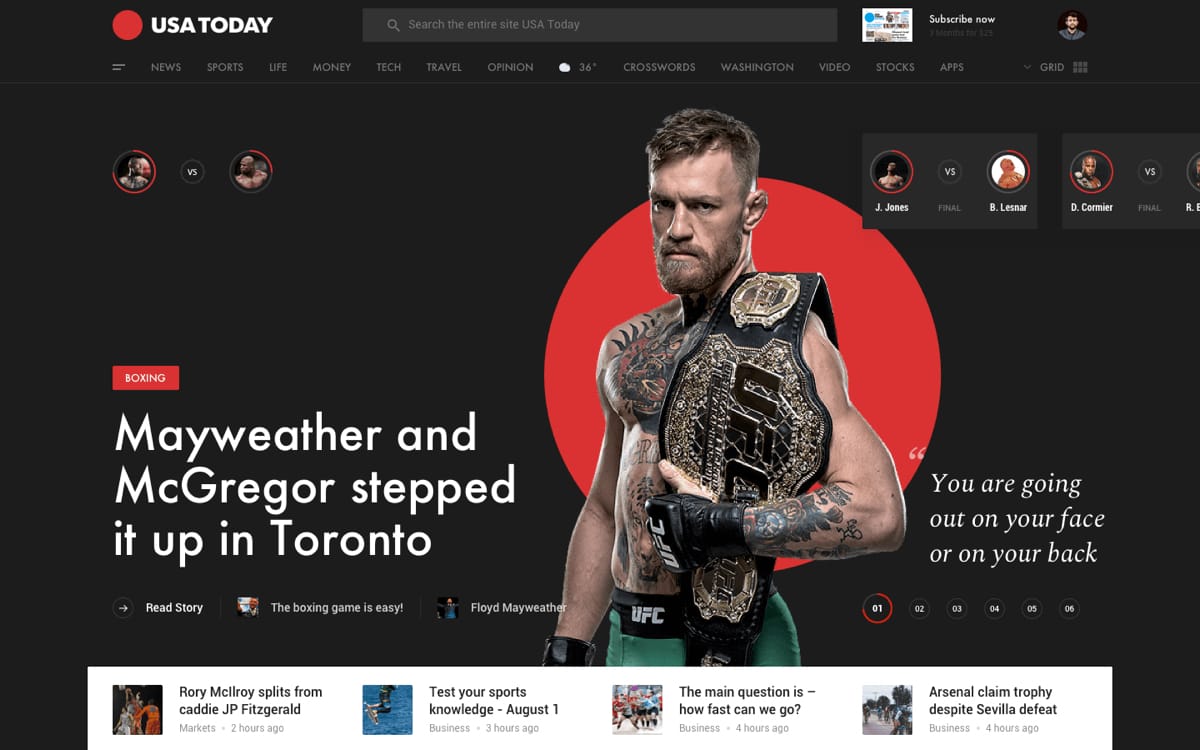 USA TODAY
Search the entire site USA Today
Subscribe now
3 Months for $25
NEWS SPORTS LIFE MONEY TECH TRAVEL OPINION 36° CROSSWORDS WASHINGTON VIDEO STOCKS APPS GRID
VS
VS
VS
J. Jones FINAL B. Lesnar
D. Cormier FINAL R.
BOXING
Mayweather and
McGregor stepped
it up in Toronto
“
You are going
out on your face
or on your back
UFC
UFC
UFC
Read Story The boxing game is easy! Floyd Mayweather
01 02 03 04 05 06
Rory McIlroy splits from
caddie JP Fitzgerald
Markets • 2 hours ago
Test your sports
knowledge - August 1
Business • 3 hours ago
The main question is –
how fast can we go?
Business • 4 hours ago
Arsenal claim trophy
despite Sevilla defeat
Business • 4 hours ago